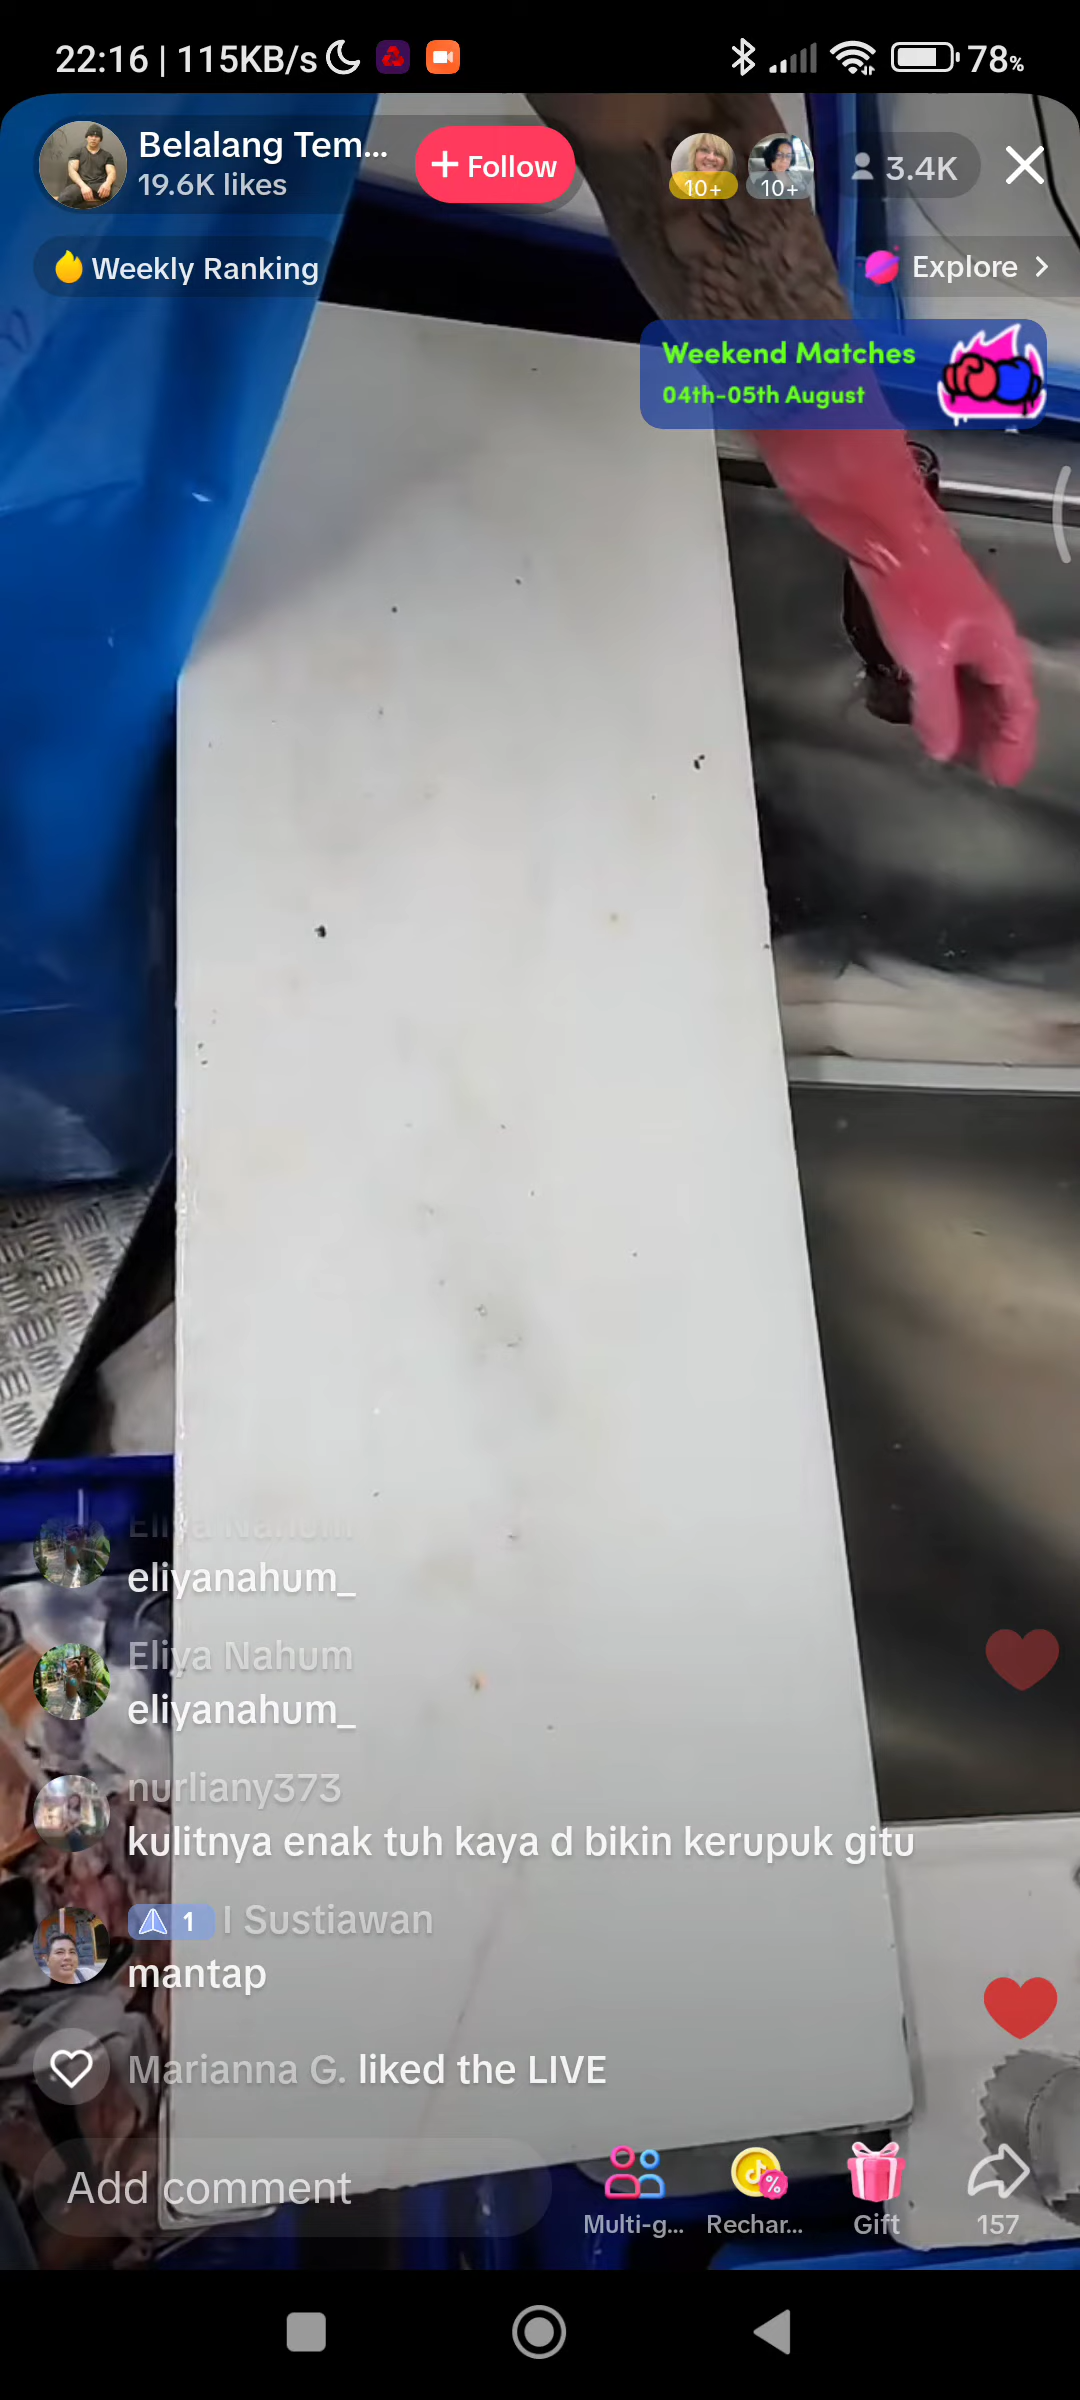 22:16 | 115KB/s
78%
Belalang Tem...
19.6K likes
+ Follow
10+
10+
3.4K
Weekly Ranking
Explore >
Weekend Matches
04th-05th August
Eliya Nahum
eliyanahum_
Eliya Nahum
eliyanahum_
nurliany373
kulitnya enak tuh kaya d bikin kerupuk gitu
1 I Sustiawan
mantap
Marianna G. liked the LIVE
Add comment
Multi-g...
Rechar...
Gift
157